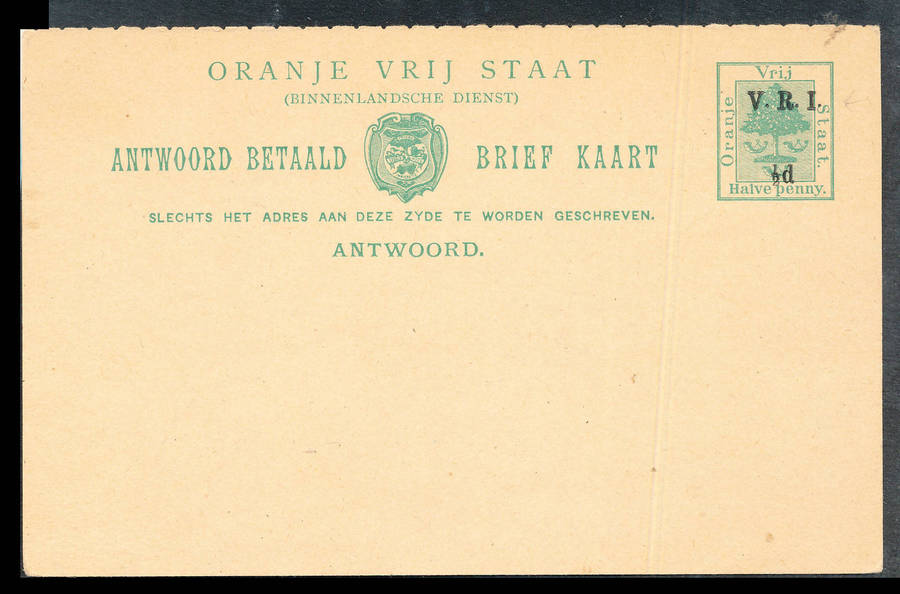 ORANJE VRIJ STAAT
(BINNENLANDSCHE DIENST)
ANTWOORD BETAALD BRIEF KAART
SLECHTS HET ADRES AAN DEZE ZYDE TE WORDEN GESCHREVEN.
ANTWOORD.
Vrij
Oranje
Staat.
V. R. I.
½d
Halve penny.